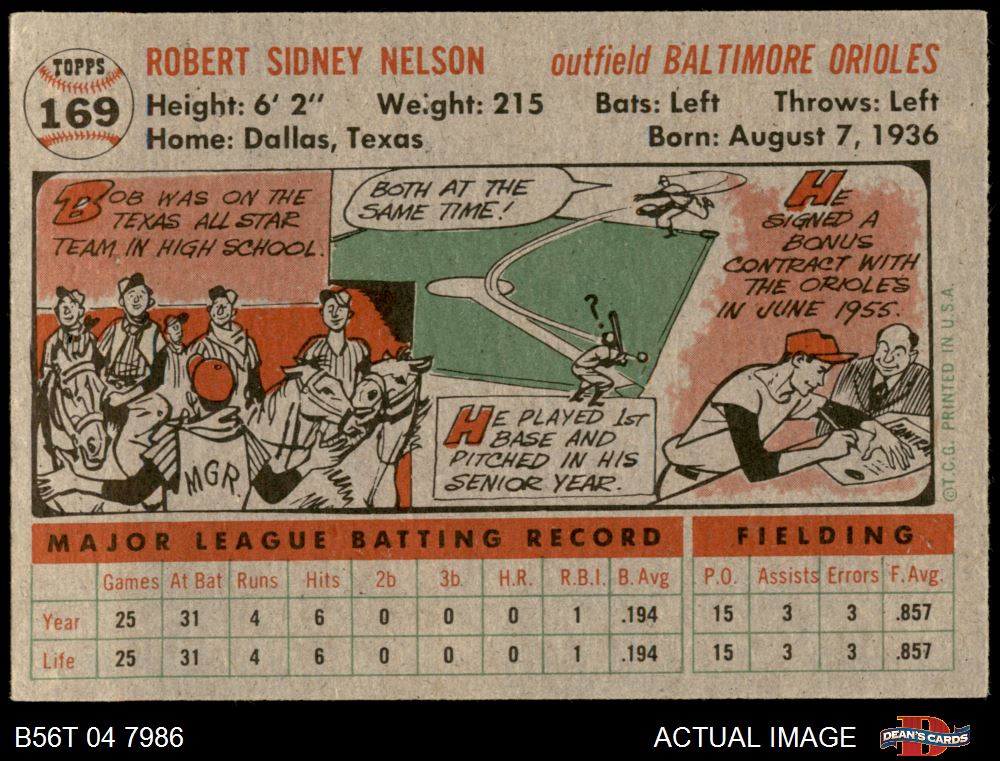 TOPPS
169
ROBERT SIDNEY NELSON
outfield BALTIMORE ORIOLES
Height: 6' 2" Weight: 215 Bats: Left Throws: Left
Home: Dallas, Texas Born: August 7, 1936
BOB WAS ON THE
TEXAS ALL STAR
TEAM IN HIGH SCHOOL.
MGR.
BOTH AT THE
SAME TIME!
?
HE PLAYED 1ST
BASE AND
PITCHED IN HIS
SENIOR YEAR.
HE
SIGNED A
BONUS
CONTRACT WITH
THE ORIOLES
IN JUNE 1955.
©T.C.G. PRINTED IN U.S.A.
MAJOR LEAGUE BATTING RECORD FIELDING
Games At Bat Runs Hits 2b 3b. H.R. R.B.I. B. Avg P.O. Assists Errors F. Avg.
Year 25 31 4 6 0 0 0 1 .194 15 3 3 .857
Life 25 31 4 6 0 0 0 1 .194 15 3 3 .857
B56T 04 7986 ACTUAL IMAGE
D
DEAN'S CARDS